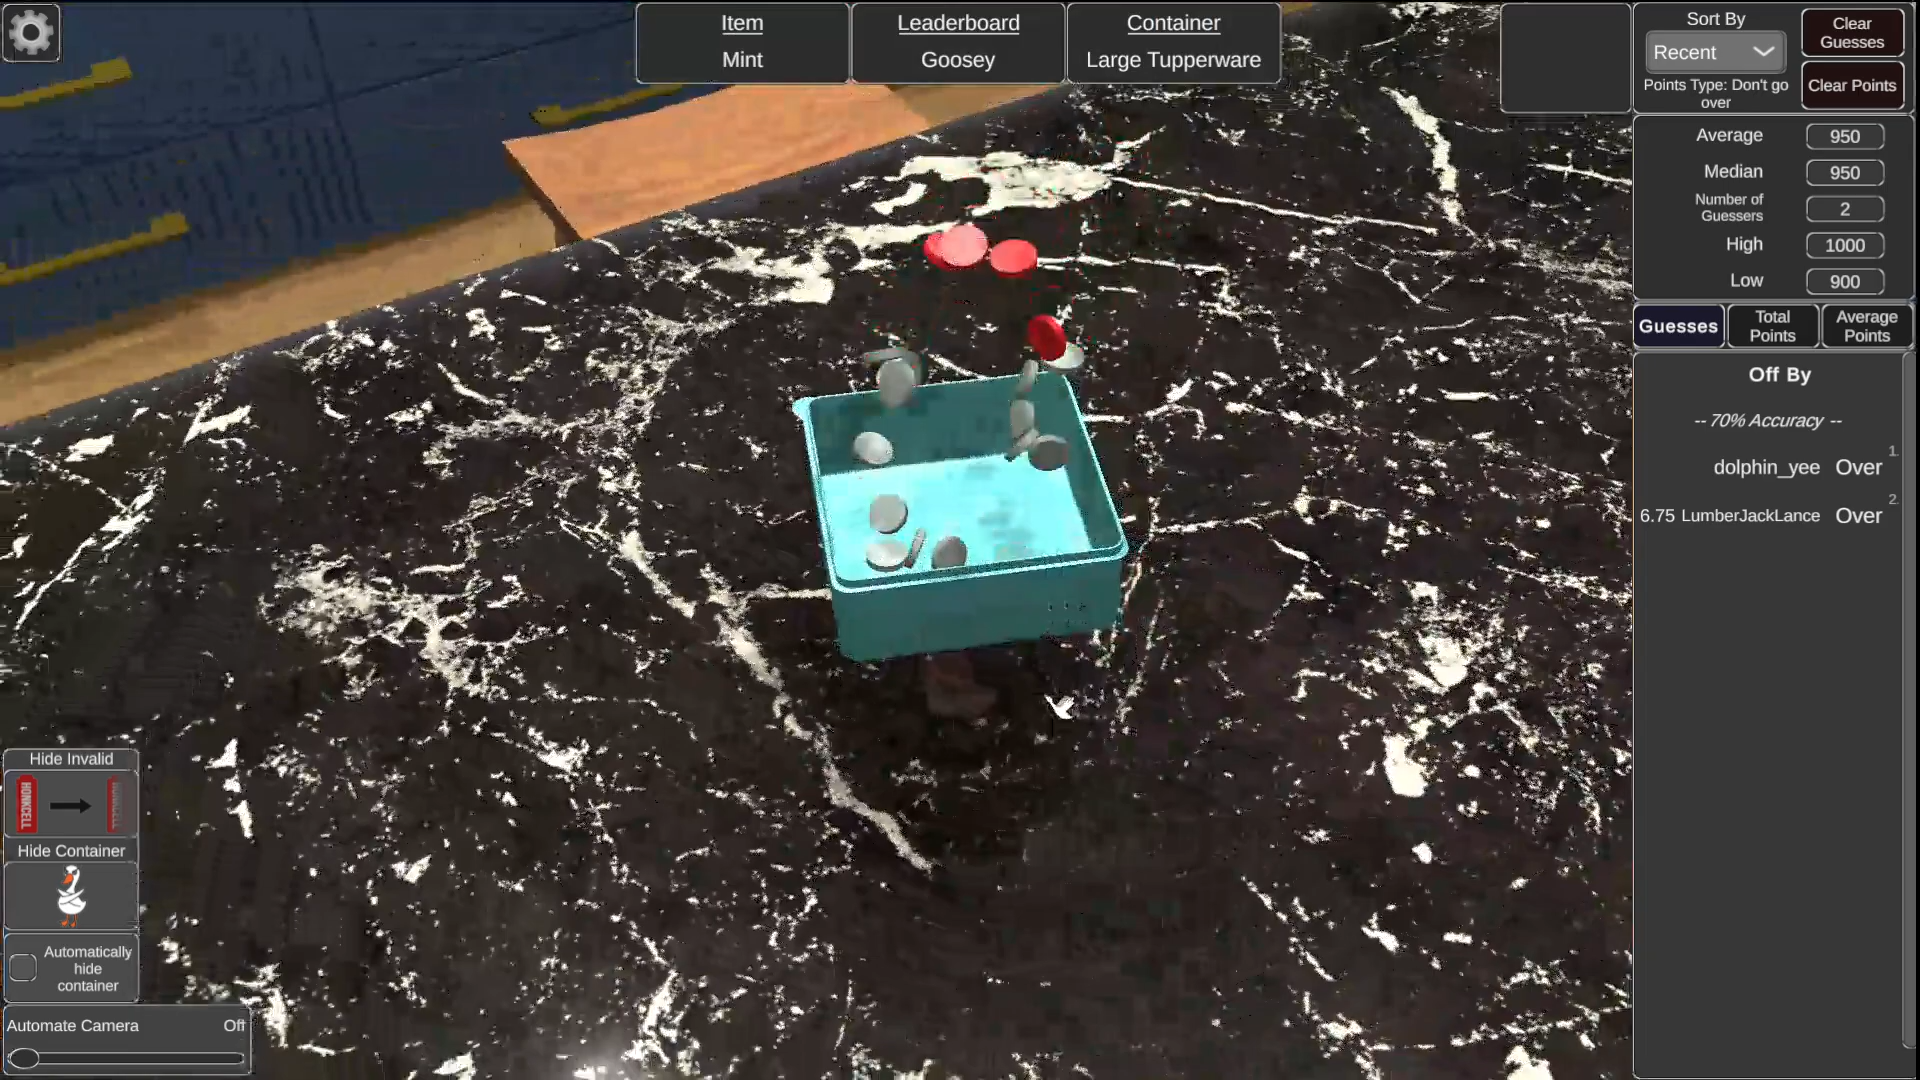 Item
Mint
Leaderboard
Goosey
Container
Large Tupperware
Sort By
Recent
Points Type: Don't go
over
Clear
Guesses
Clear Points
Average
950
Median
950
Number of
Guessers
2
High
1000
Low
900
Guesses
Total
Points
Average
Points
Off By
-- 70% Accuracy --
1.
dolphin_yee Over
2.
6.75 LumberJackLance Over
Hide Invalid
HONKCELL
HONKCELL
Hide Container
Automatically
hide
container
Automate Camera Off